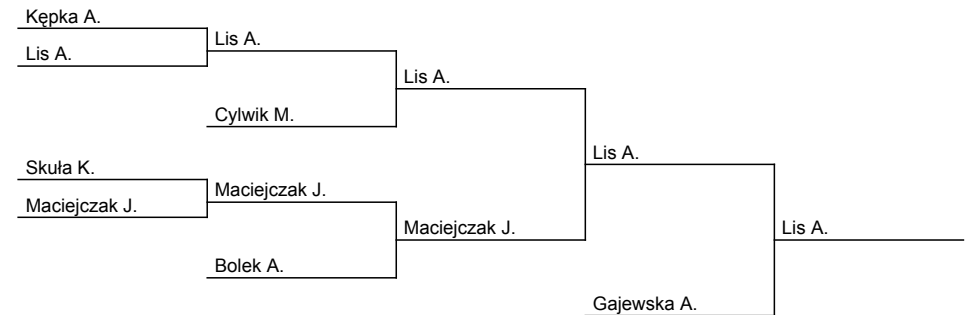 Kępka A.
Lis A.
Lis A.
Lis A.
Cylwik M.
Lis A.
Skuła K.
Maciejczak J.
Maciejczak J.
Maciejczak J.
Lis A.
Bolek A.
Gajewska A.